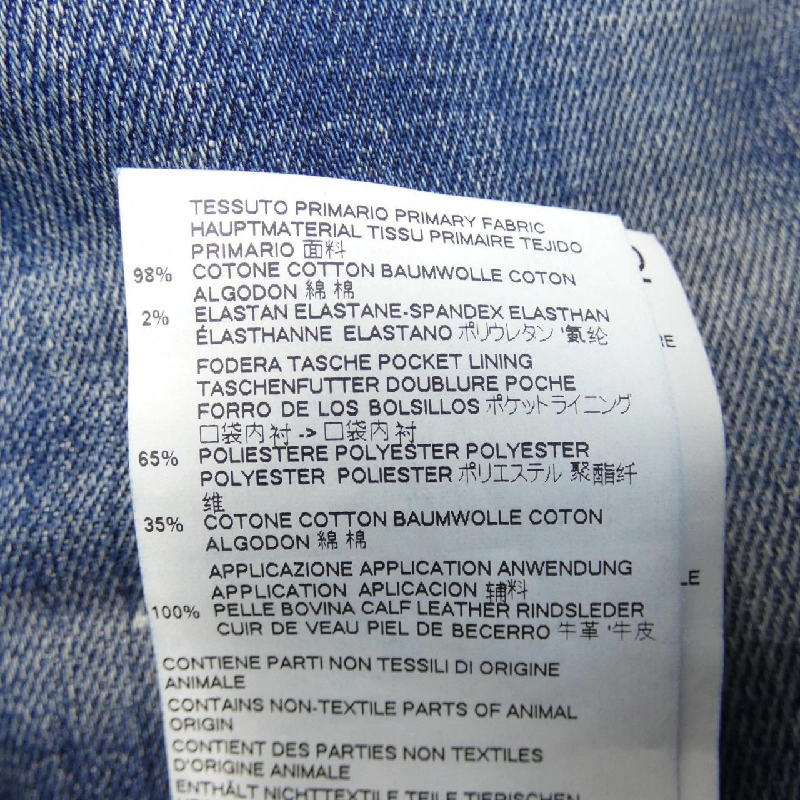 TESSUTO PRIMARIO PRIMARY FABRIC
HAUPTMATERIAL TISSU PRIMAIRE TEJIDO
PRIMARIO 面料
98% COTONE COTTON BAUMWOLLE COTON
ALGODON 綿 棉
2% ELASTAN ELASTANE-SPANDEX ELASTHAN
ÉLASTHANNE ELASTANO ポリウレタン '氨纶
FODERA TASCHE POCKET LINING
TASCHENFUTTER DOUBLURE POCHE
FORRO DE LOS BOLSILLOS ポケットライニング
口袋内衬 -> 口袋内衬
65% POLIESTERE POLYESTER POLYESTER
POLYESTER POLIESTER ポリエステル 聚酯纤
维
35% COTONE COTTON BAUMWOLLE COTON
ALGODON 綿 棉
APPLICAZIONE APPLICATION ANWENDUNG
APPLICATION APLICACION 辅料
100% PELLE BOVINA CALF LEATHER RINDSLEDER
CUIR DE VEAU PIEL DE BECERRO 牛革 '牛皮
CONTIENE PARTI NON TESSILI DI ORIGINE
ANIMALE
CONTAINS NON-TEXTILE PARTS OF ANIMAL
ORIGIN
CONTIENT DES PARTIES NON TEXTILES
D'ORIGINE ANIMALE
ENTHÄLT NICHTTEXTILE TEILE TIERISCHEN